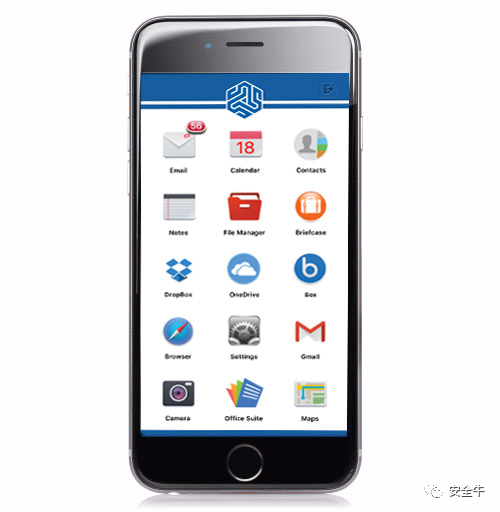 56
18
Email
Calendar
Contacts
Notes
File Manager
Briefcase
DropBox
OneDrive
Box
Browser
Settings
Gmail
Camera
Office Suite
Maps
安全牛